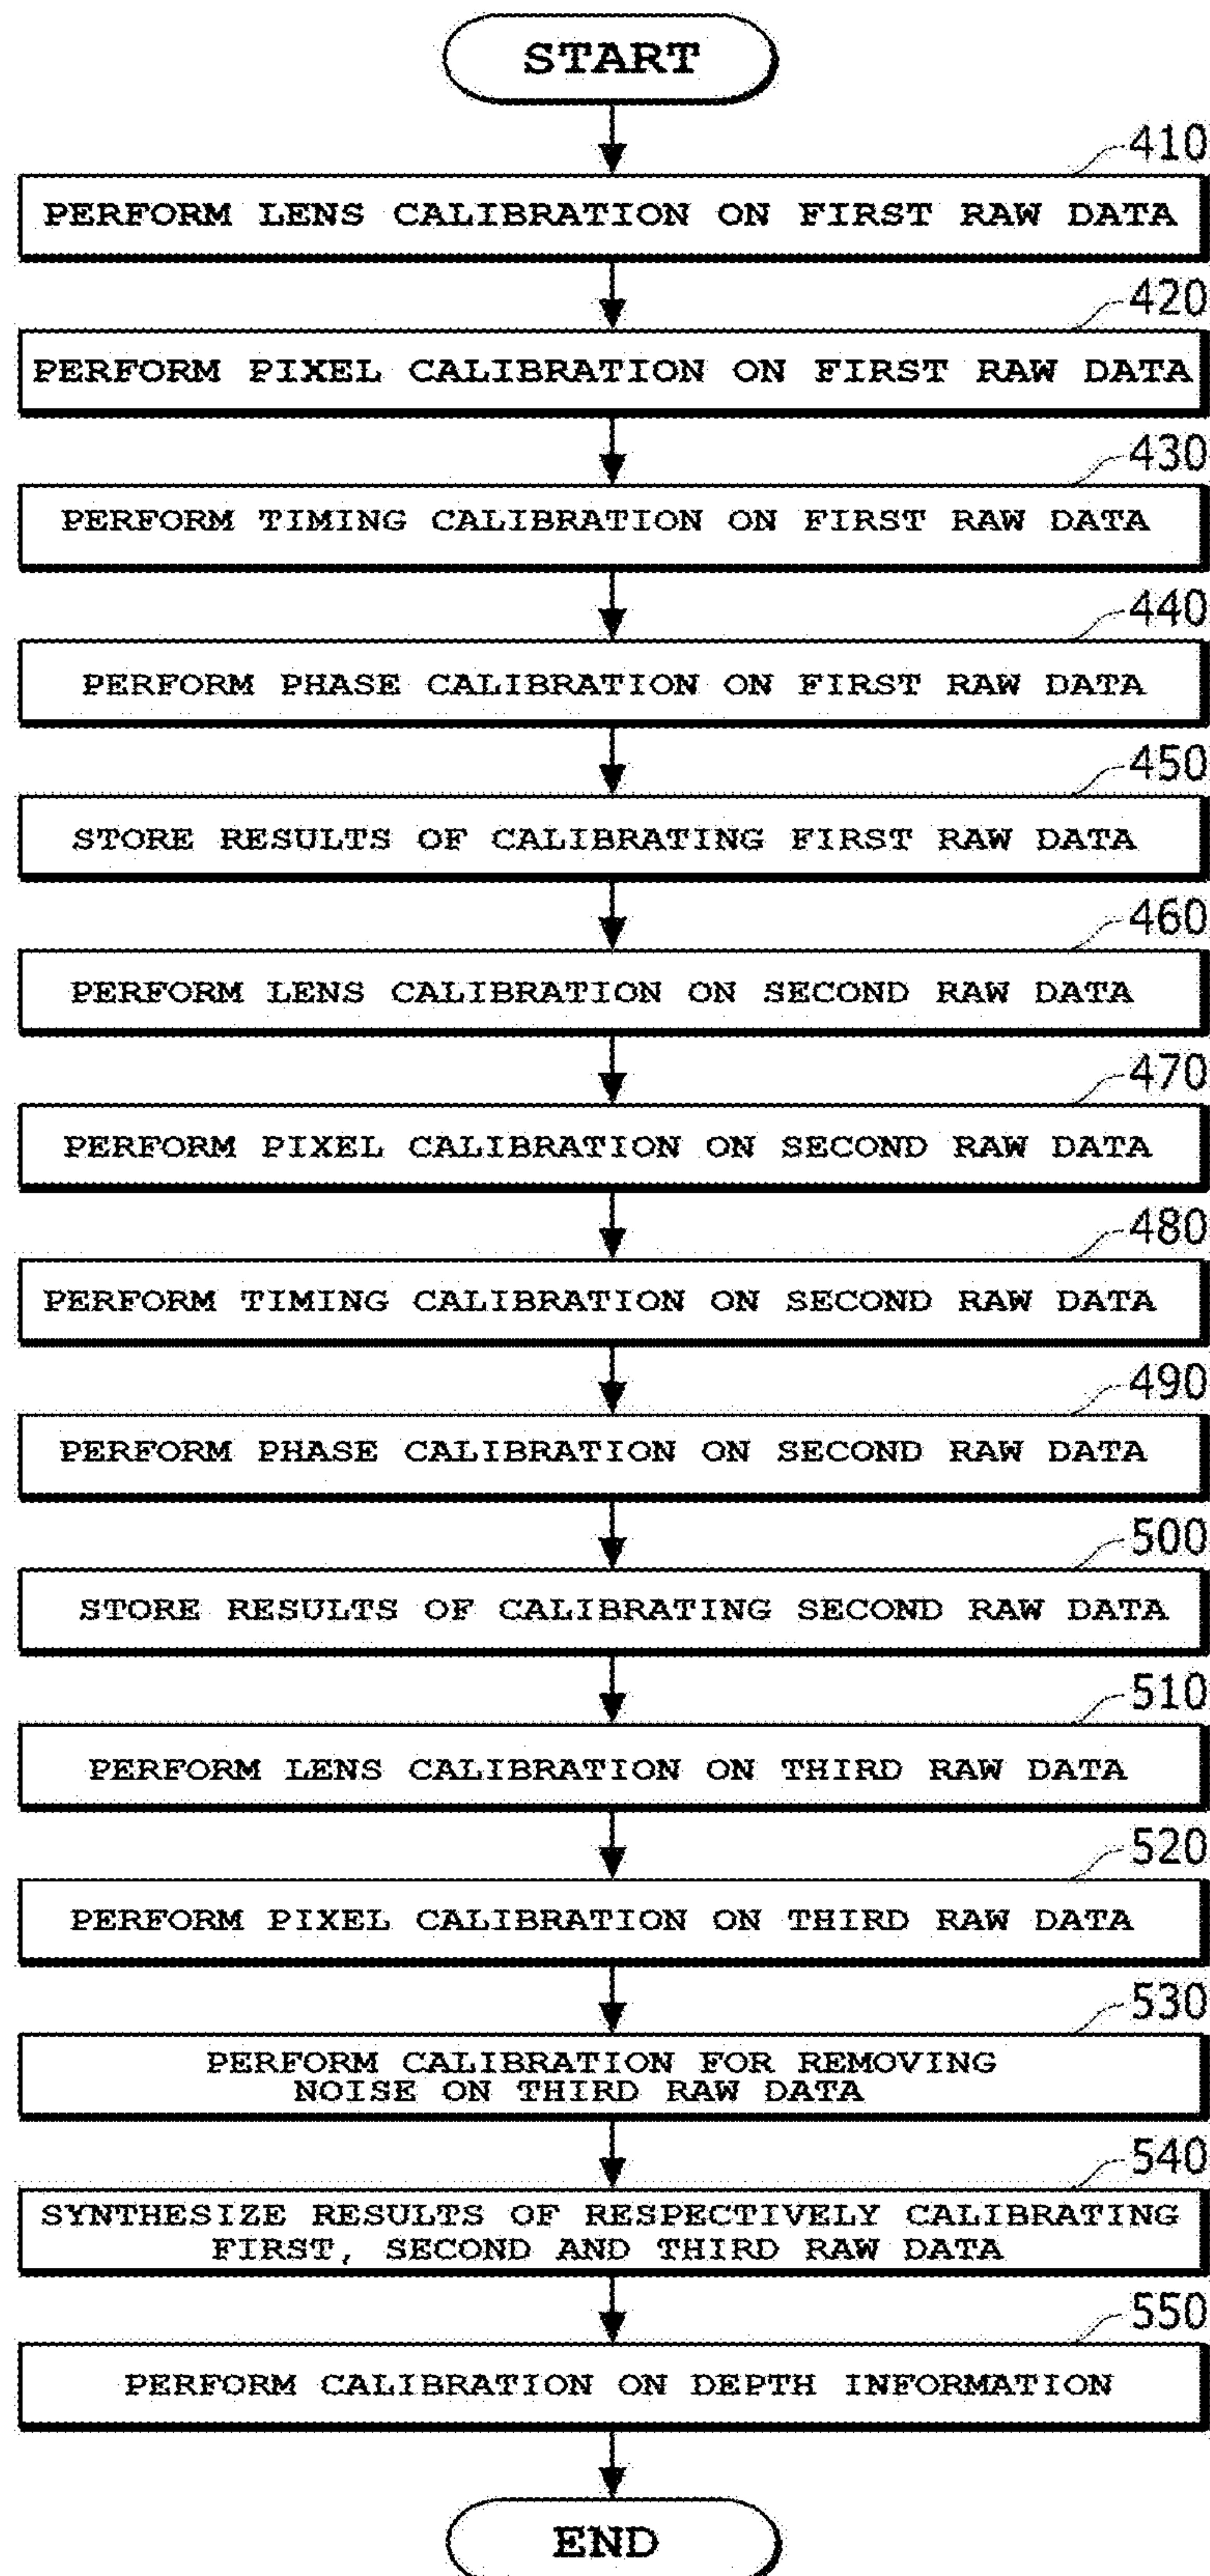 START
410
PERFORM LENS CALIBRATION ON FIRST RAW DATA
420
PERFORM PIXEL CALIBRATION ON FIRST RAW DATA
430
PERFORM TIMING CALIBRATION ON FIRST RAW DATA
440
PERFORM PHASE CALIBRATION ON FIRST RAW DATA
450
STORE RESULTS OF CALIBRATING FIRST RAW DATA
460
PERFORM LENS CALIBRATION ON SECOND RAW DATA
470
PERFORM PIXEL CALIBRATION ON SECOND RAW DATA
480
PERFORM TIMING CALIBRATION ON SECOND RAW DATA
490
PERFORM PHASE CALIBRATION ON SECOND RAW DATA
500
STORE RESULTS OF CALIBRATING SECOND RAW DATA
510
PERFORM LENS CALIBRATION ON THIRD RAW DATA
520
PERFORM PIXEL CALIBRATION ON THIRD RAW DATA
530
PERFORM CALIBRATION FOR REMOVING
NOISE ON THIRD RAW DATA
540
SYNTHESIZE RESULTS OF RESPECTIVELY CALIBRATING
FIRST, SECOND AND THIRD RAW DATA
550
PERFORM CALIBRATION ON DEPTH INFORMATION
END